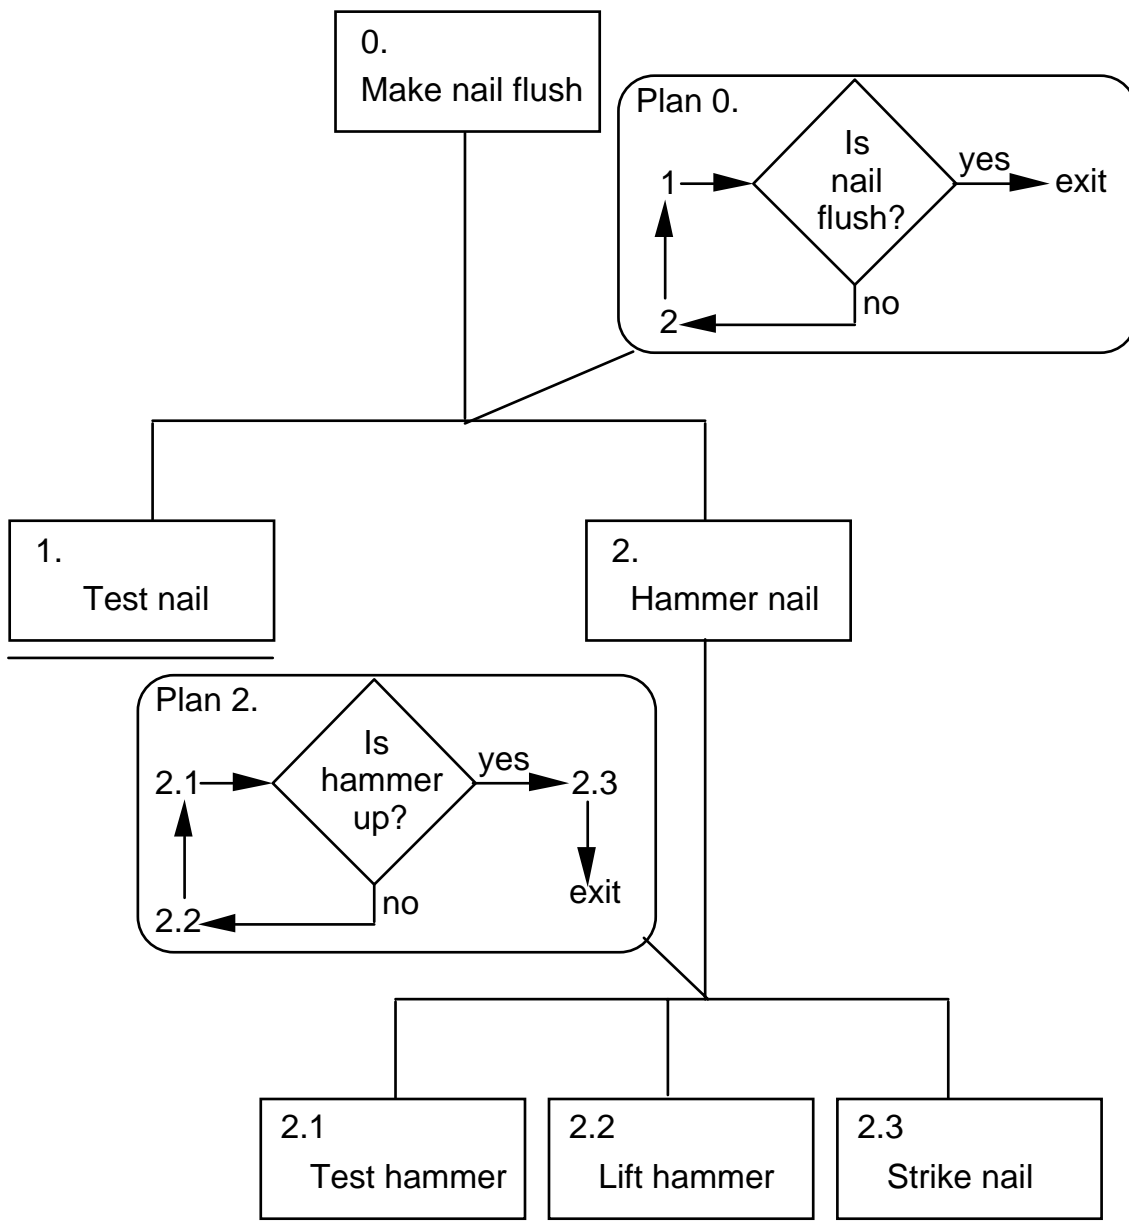 0.
Make nail flush
Plan 0.
Is
nail
flush?
1
yes
exit
no
2
1.
Test nail
2.
Hammer nail
Plan 2.
Is
hammer
up?
2.1
yes
2.3
exit
no
2.2
2.1
Test hammer
2.2
Lift hammer
2.3
Strike nail